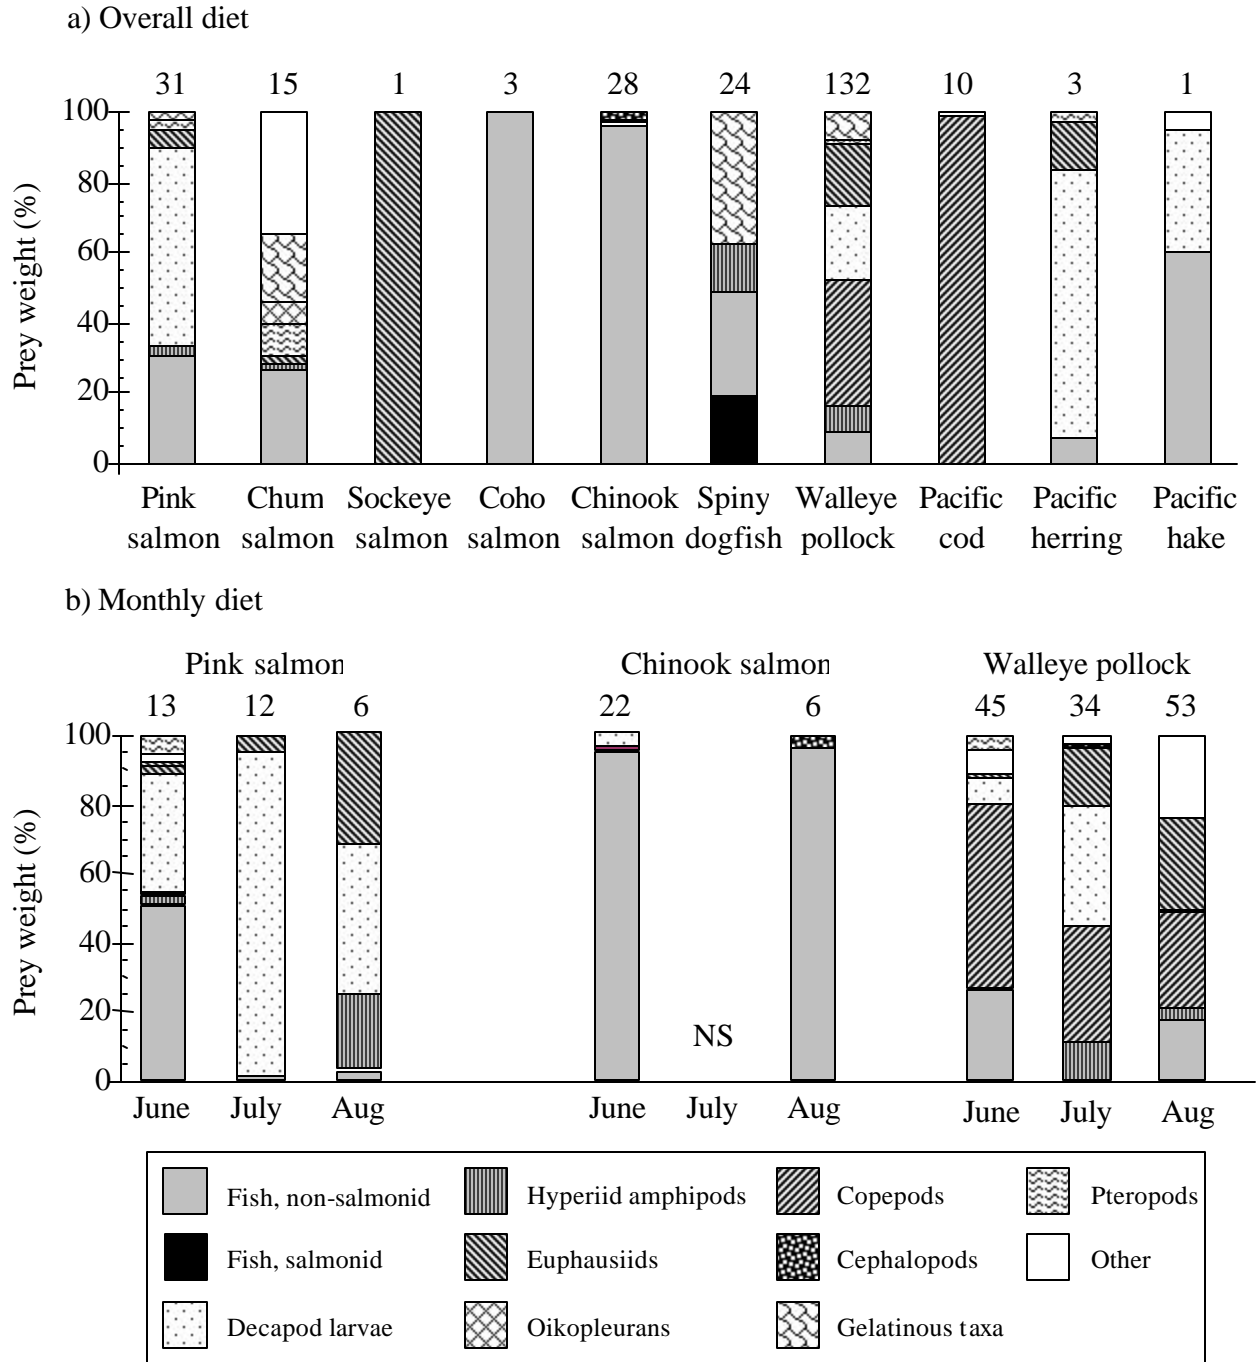 a) Overall diet
31 15 1 3 28 24 132 10 3 1
100
80
60
40
20
0
Prey weight (%)
Pink Chum Sockeye Coho Chinook Spiny Walleye Pacific Pacific Pacific
salmon salmon salmon salmon salmon dogfish pollock cod herring hake
b) Monthly diet
Pink salmon Chinook salmon Walleye pollock
13 12 6 22 6 45 34 53
100
80
60
40
20
0
Prey weight (%)
NS
June July Aug June July Aug June July Aug
Fish, non-salmonid Hyperiid amphipods Copepods Pteropods
Fish, salmonid Euphausiids Cephalopods Other
Decapod larvae Oikopleurans Gelatinous taxa